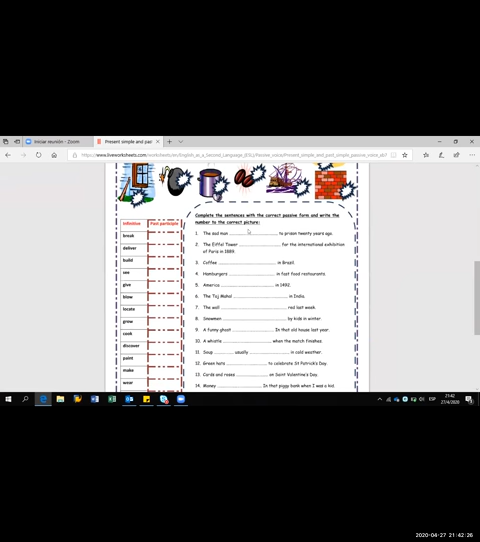 Iniciar reunión - Zoom
Present simple and past
https://www.liveworksheets.com/worksheets/en/English_as_a_Second_Language_(ESL)/Passive_voice/Present_simple_and_past_simple_passive_voice
Infinitive Past participle
break
deliver
build
see
give
blow
locate
grow
cook
discover
paint
make
wear
Complete the sentences with the correct passive form and write the
number to the correct picture:
1. The sad man ........................ to prison twenty years ago.
2. The Eiffel Tower ........................ for the international exhibition
of Paris in 1889.
3. Coffee ........................ in Brazil.
4. Hamburgers ........................ in fast food restaurants.
5. America ........................ in 1492.
6. The Taj Mahal ........................ in India.
7. The wall ........................ red last week.
8. Snowmen ........................ by kids in winter.
9. A funny ghost ........................ In that old house last year.
10. A whistle ........................ when the match finishes.
11. Soup ............ usually ................ in cold weather.
12. Green hats ........................ to celebrate St Patrick's Day.
13. Cards and roses ........................ on Saint Valentine's Day.
14. Money ........................ In that piggy bank when I was a kid.
ESP
21:42
27/4/2020
2020-04-27 21:42:26